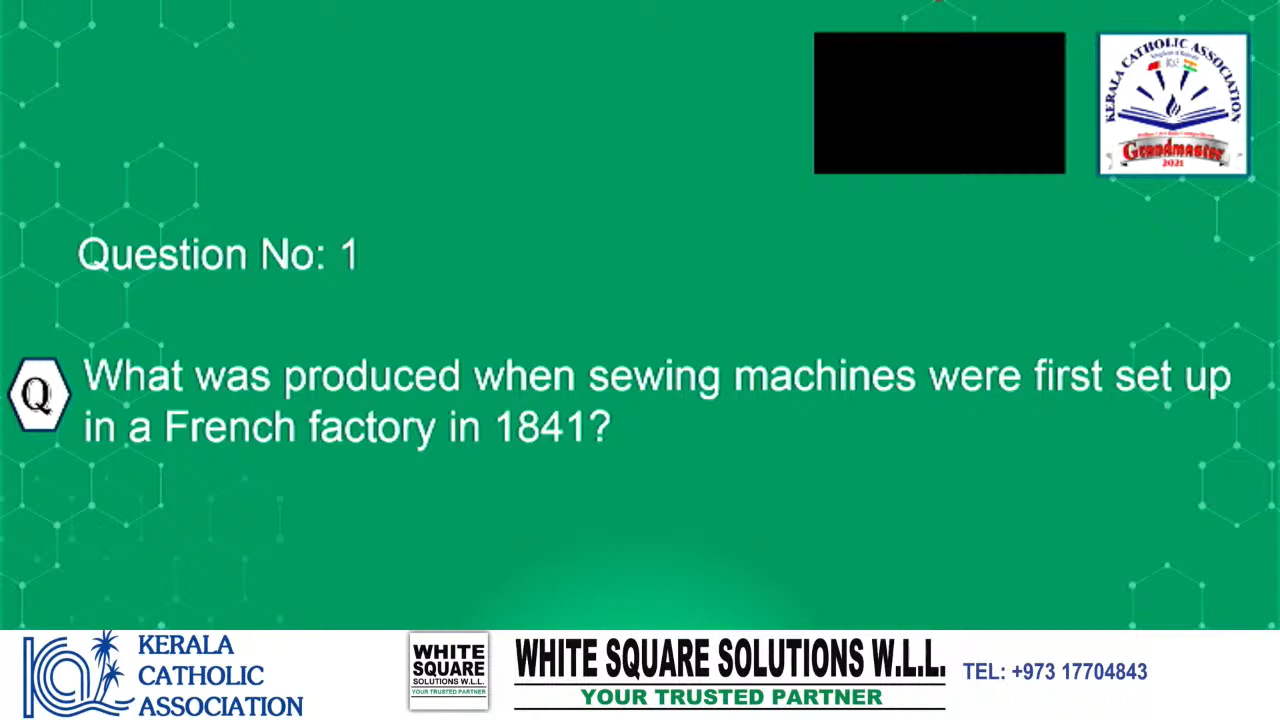 KERALA CATHOLIC ASSOCIATION
Grandmaster
2021
Question No: 1
Q
What was produced when sewing machines were first set up
in a French factory in 1841?
KERALA
CATHOLIC
ASSOCIATION
WHITE
SQUARE
SOLUTIONS W.L.L.
YOUR TRUSTED PARTNER
WHITE SQUARE SOLUTIONS W.L.L.
YOUR TRUSTED PARTNER
TEL: +973 17704843